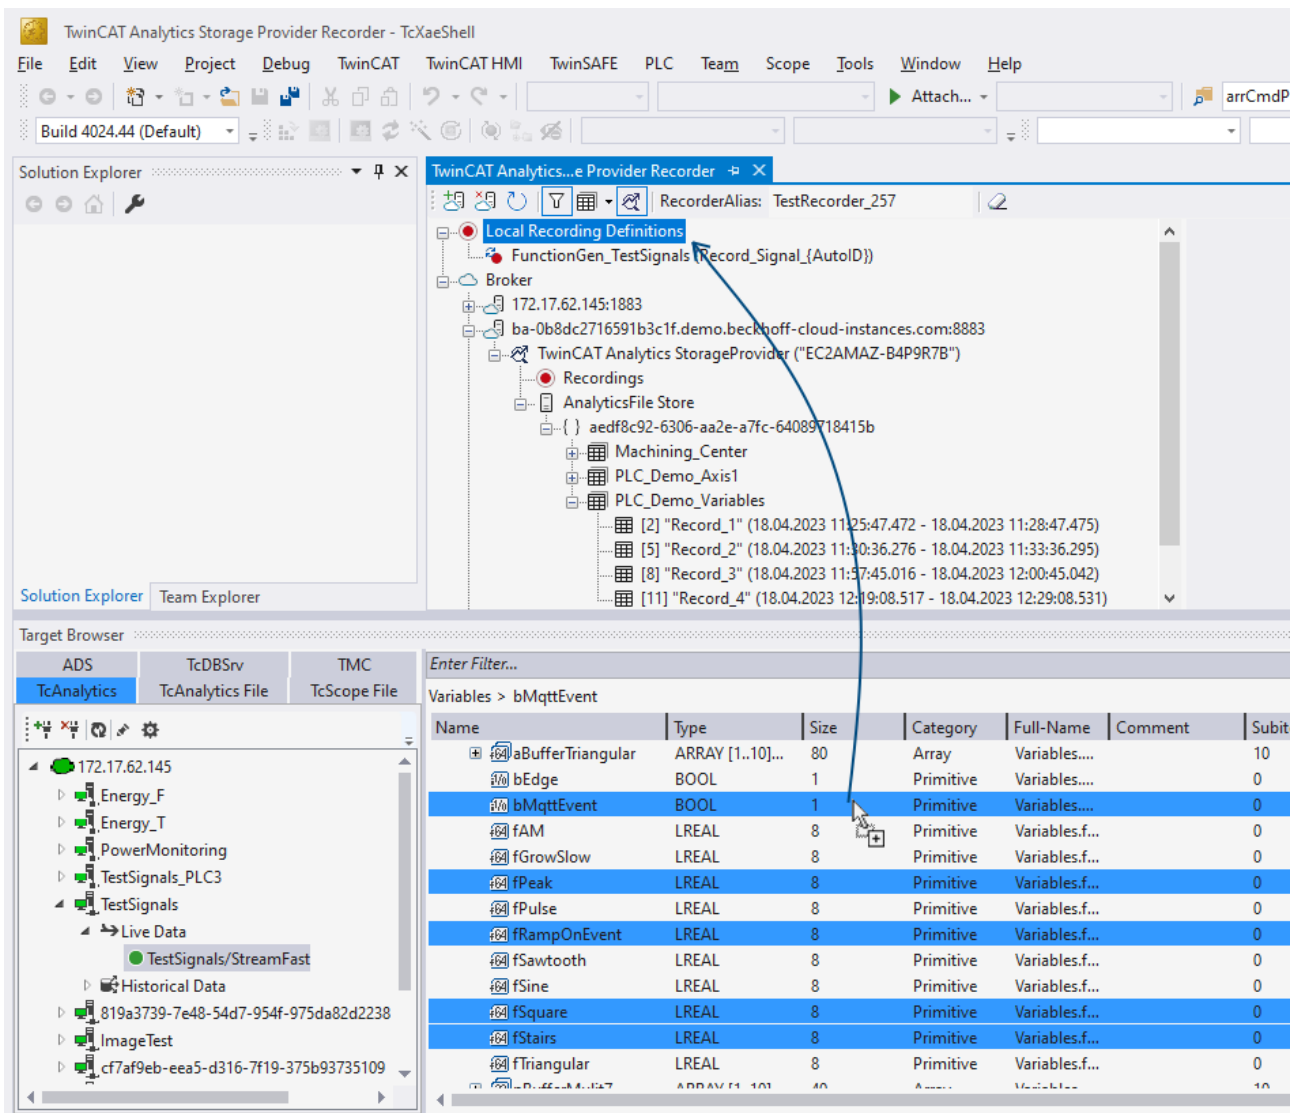 TwinCAT Analytics Storage Provider Recorder - TcXaeShell
File Edit View Project Debug TwinCAT TwinCAT HMI TwinSAFE PLC Team Scope Tools Window Help
Attach... arrCmdP
Build 4024.44 (Default)
Solution Explorer
TwinCAT Analytics...e Provider Recorder
RecorderAlias: TestRecorder_257
Local Recording Definitions
FunctionGen_TestSignals (Record_Signal_{AutoID})
Broker
172.17.62.145:1883
ba-0b8dc2716591b3c1f.demo.beckhoff-cloud-instances.com:8883
TwinCAT Analytics StorageProvider ("EC2AMAZ-B4P9R7B")
Recordings
AnalyticsFile Store
{ } aedf8c92-6306-aa2e-a7fc-64089718415b
Machining_Center
PLC_Demo_Axis1
PLC_Demo_Variables
[2] "Record_1" (18.04.2023 11:25:47.472 - 18.04.2023 11:28:47.475)
[5] "Record_2" (18.04.2023 11:30:36.276 - 18.04.2023 11:33:36.295)
[8] "Record_3" (18.04.2023 11:57:45.016 - 18.04.2023 12:00:45.042)
[11] "Record_4" (18.04.2023 12:19:08.517 - 18.04.2023 12:29:08.531)
Solution Explorer Team Explorer
Target Browser
ADS TcDBSrv TMC
TcAnalytics TcAnalytics File TcScope File
172.17.62.145
Energy_F
Energy_T
PowerMonitoring
TestSignals_PLC3
TestSignals
Live Data
TestSignals/StreamFast
Historical Data
819a3739-7e48-54d7-954f-975da82d2238
ImageTest
cf7af9eb-eea5-d316-7f19-375b93735109
Enter Filter...
Variables > bMqttEvent
Name Type Size Category Full-Name Comment Subit
aBufferTriangular ARRAY [1..10]... 80 Array Variables.... 10
bEdge BOOL 1 Primitive Variables.... 0
bMqttEvent BOOL 1 Primitive Variables.... 0
fAM LREAL 8 Primitive Variables.f... 0
fGrowSlow LREAL 8 Primitive Variables.f... 0
fPeak LREAL 8 Primitive Variables.f... 0
fPulse LREAL 8 Primitive Variables.f... 0
fRampOnEvent LREAL 8 Primitive Variables.f... 0
fSawtooth LREAL 8 Primitive Variables.f... 0
fSine LREAL 8 Primitive Variables.f... 0
fSquare LREAL 8 Primitive Variables.f... 0
fStairs LREAL 8 Primitive Variables.f... 0
fTriangular LREAL 8 Primitive Variables.f... 0